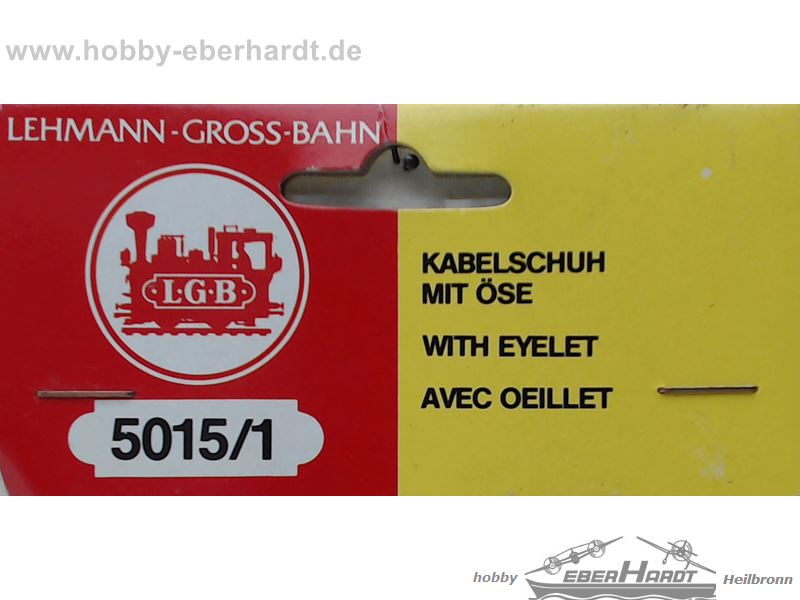 www.hobby-eberhardt.de
LEHMANN-GROSS-BAHN
L·G·B
5015/1
KABELSCHUH
MIT ÖSE
WITH EYELET
AVEC OEILLET
hobby EBERHARDT Heilbronn